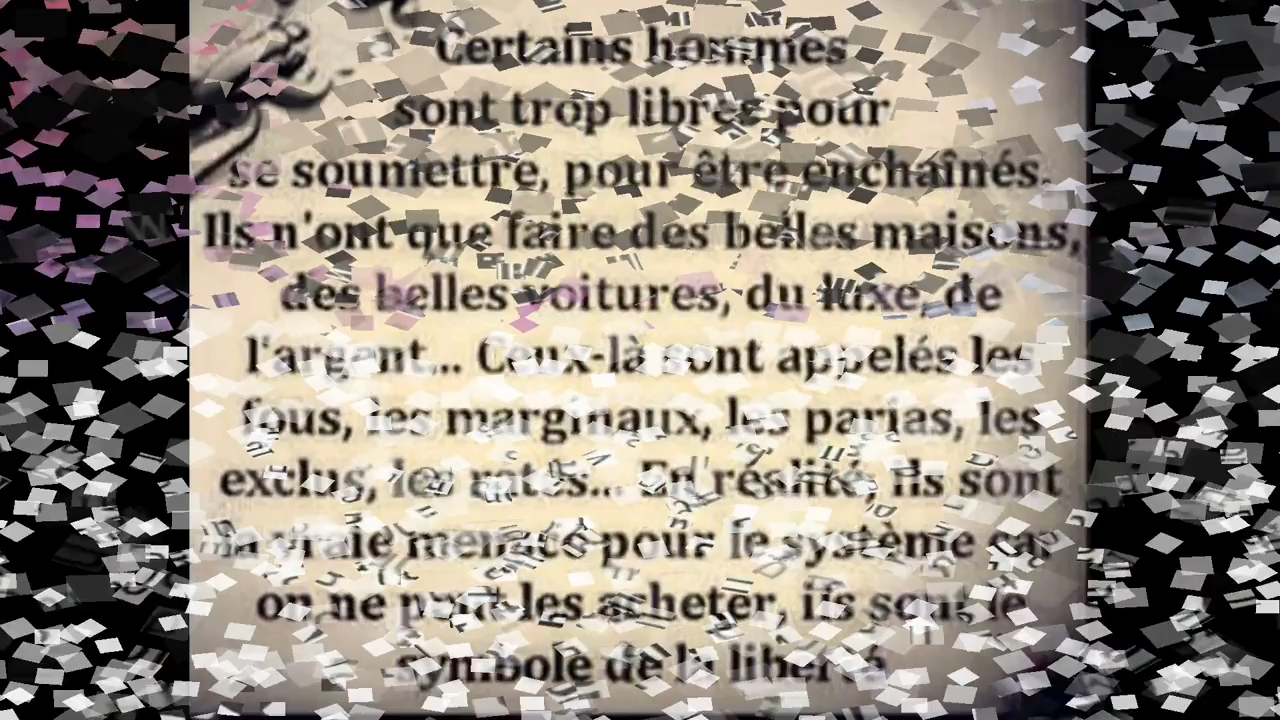 Certains hommes
sont trop libres pour
se soumettre, pour être enchaînés.
Ils n'ont que faire des belles maisons,
des belles voitures, du luxe, de
l'argent... Ceux-là sont appelés les
fous, les marginaux, les parias, les
exclus, les ratés... En réalité, ils sont
la vraie menace pour le système car
on ne peut les acheter, ils sont le
symbole de la liberté